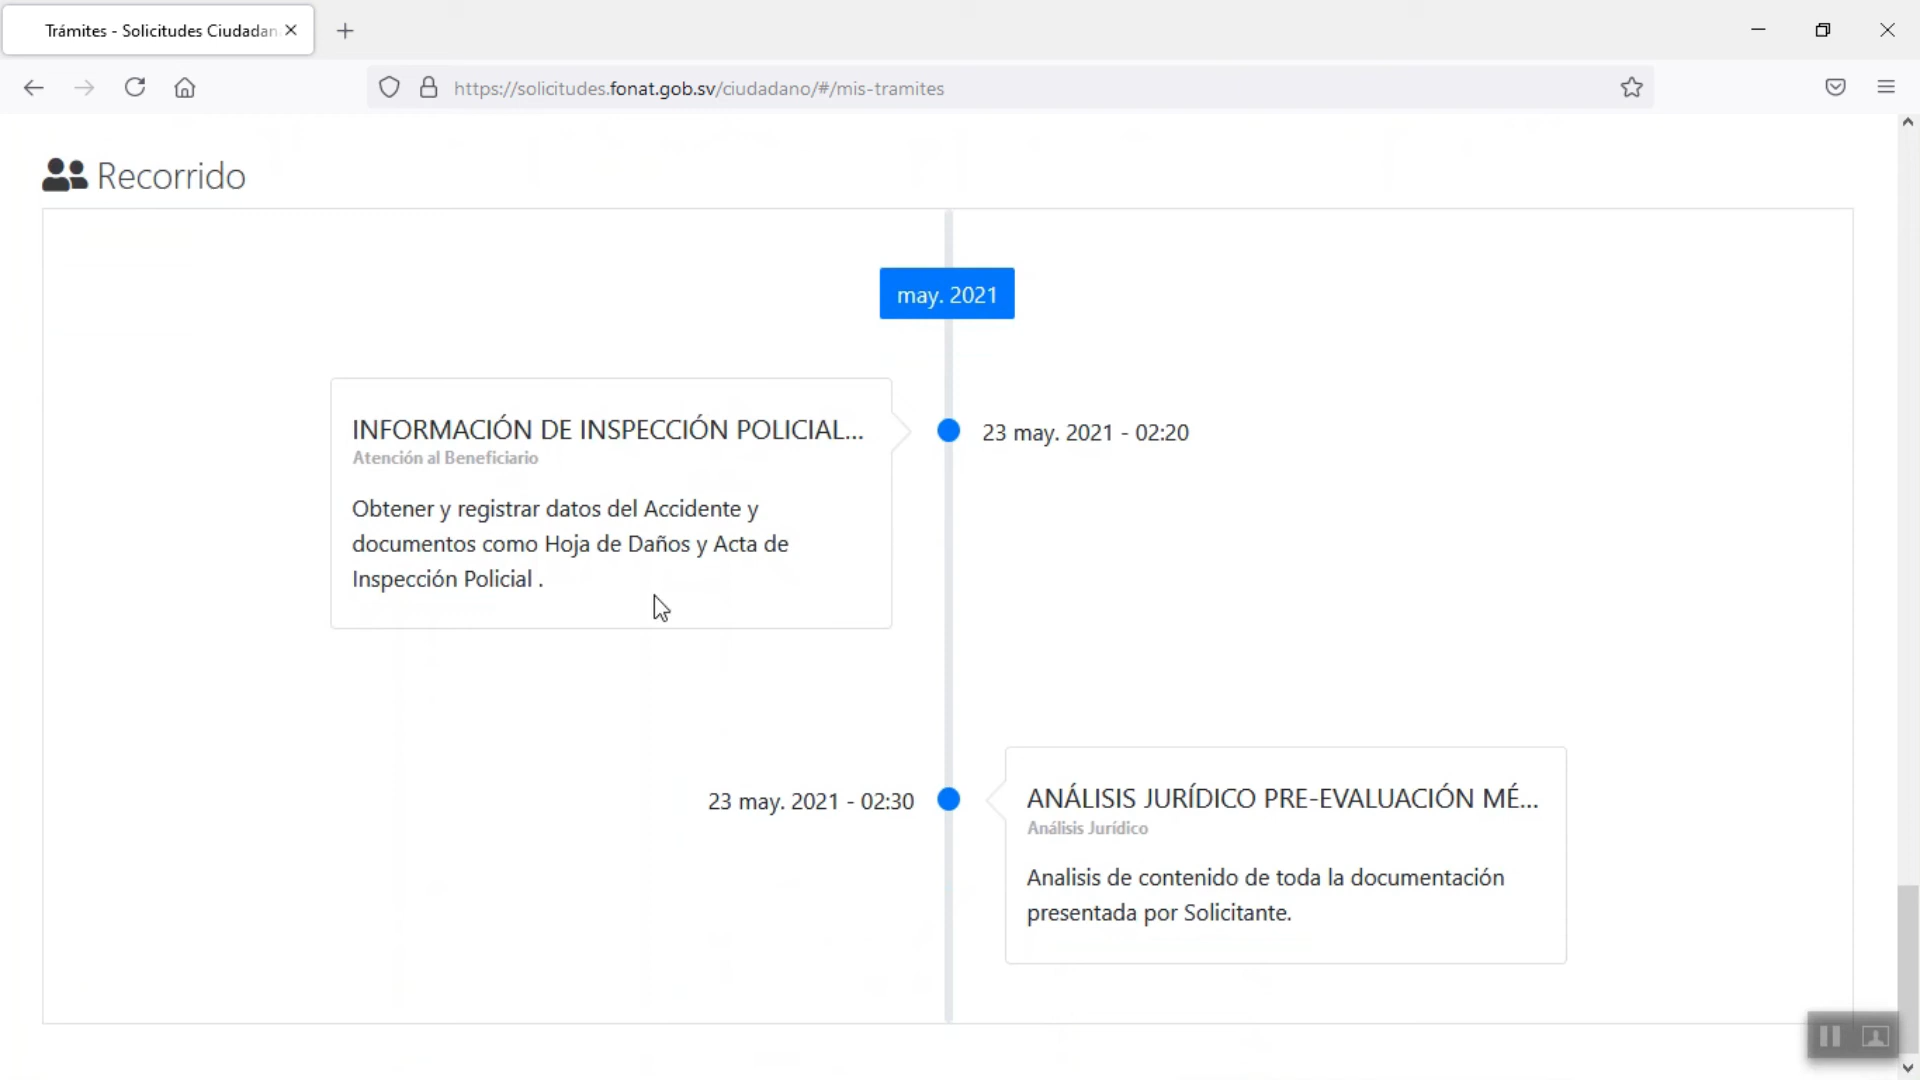 Trámites - Solicitudes Ciudadan
https://solicitudes.fonat.gob.sv/ciudadano/#/mis-tramites
Recorrido
may. 2021
INFORMACIÓN DE INSPECCIÓN POLICIAL...
Atención al Beneficiario
Obtener y registrar datos del Accidente y
documentos como Hoja de Daños y Acta de
Inspección Policial .
23 may. 2021 - 02:20
23 may. 2021 - 02:30
ANÁLISIS JURÍDICO PRE-EVALUACIÓN MÉ...
Análisis Jurídico
Analisis de contenido de toda la documentación
presentada por Solicitante.